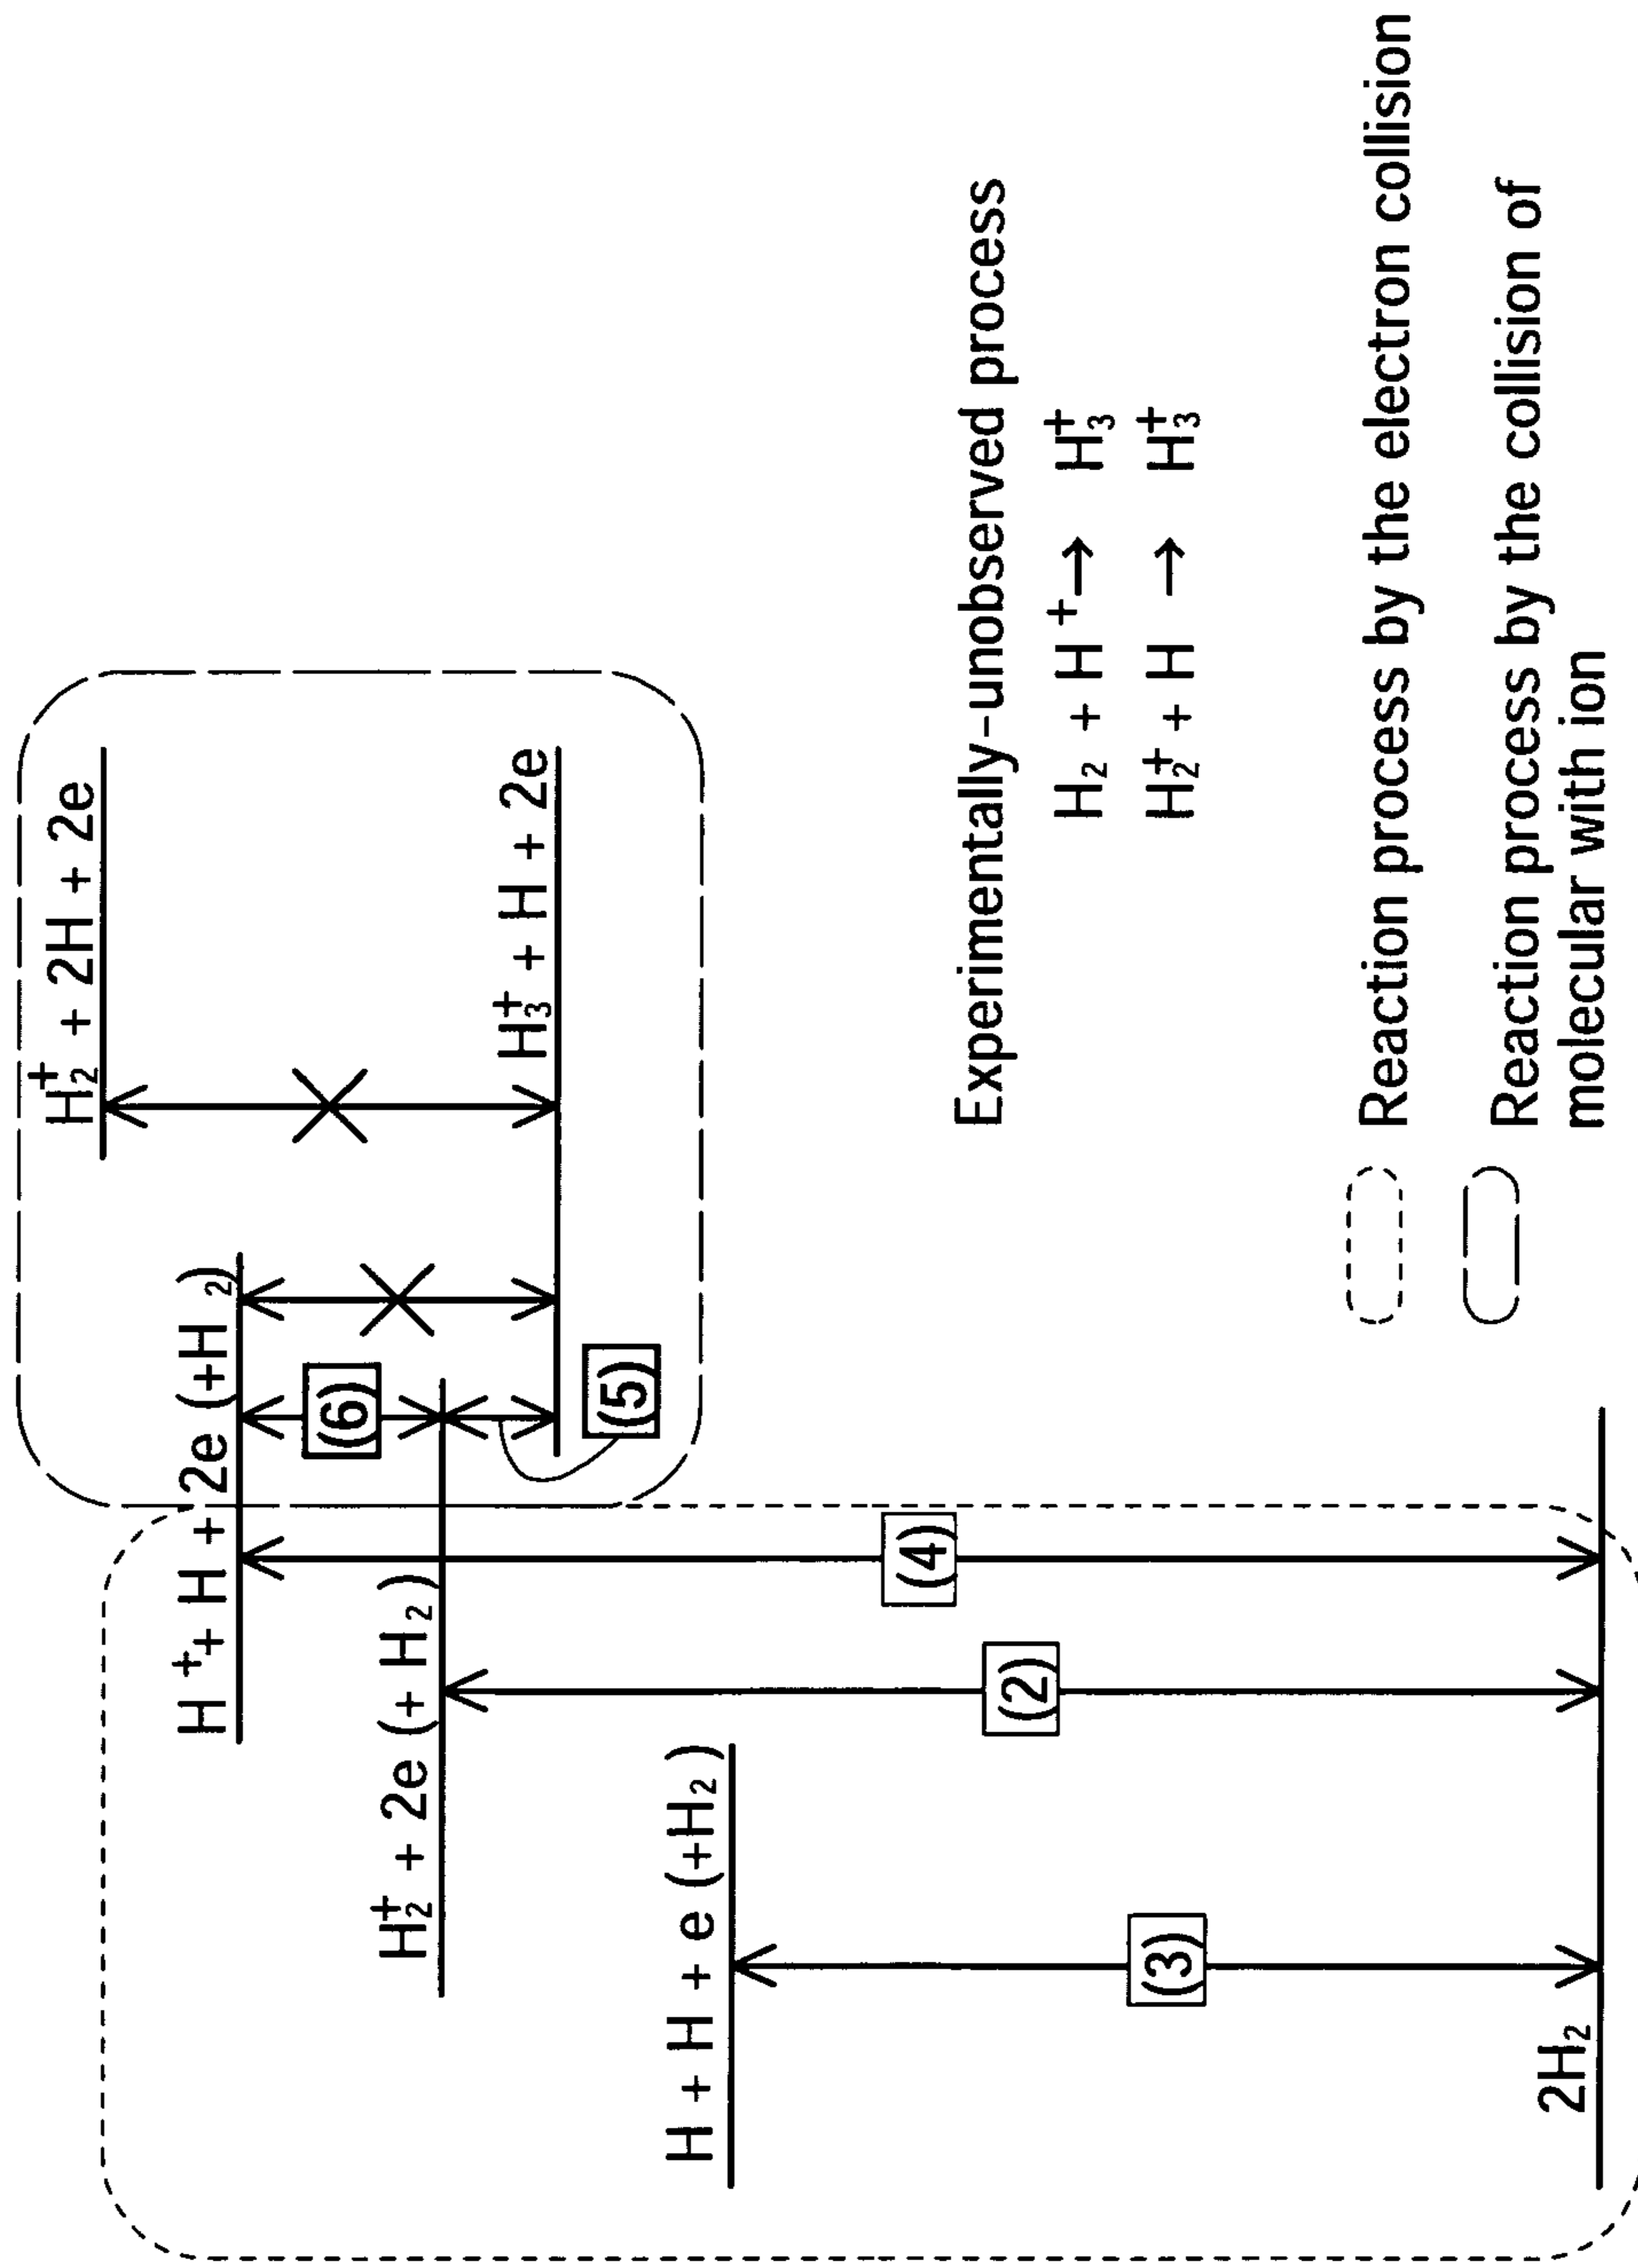 H₂⁺ + 2H + 2e
H⁺ + H + 2e (+H₂)
(6)
H₂⁺ + 2e (+ H₂)
H₃⁺ + H + 2e
(5)
H + H + e (+H₂)
(4)
(2)
(3)
2H₂
Experimentally-unobserved process
H₂ + H⁺ → H₃⁺
H₂⁺ + H → H₃⁺
Reaction process by the electron collision
Reaction process by the collision of
molecular with ion